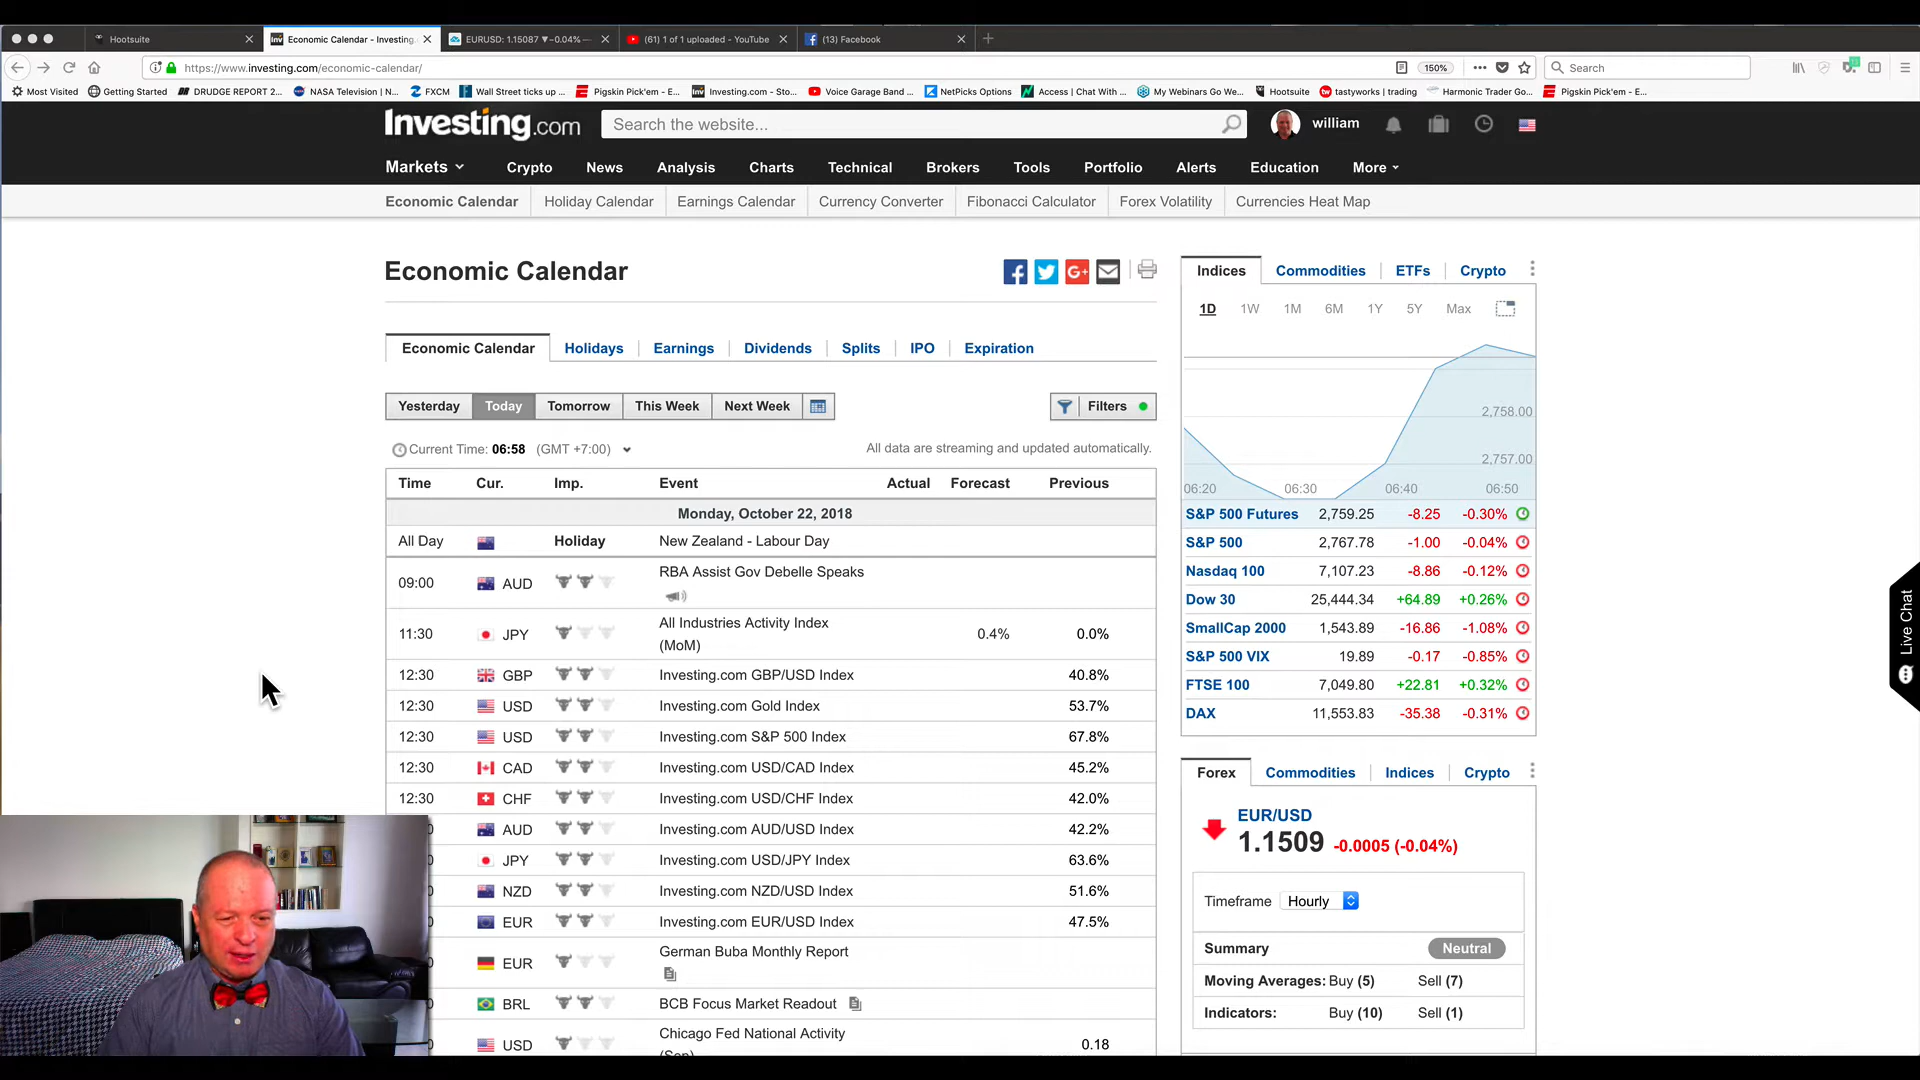 Hootsuite
Economic Calendar - Investing.
EURUSD: 1.15087 ▼−0.04% —
(61) 1 of 1 uploaded - YouTube
(13) Facebook
https://www.investing.com/economic-calendar/
150%
Search
Most Visited
Getting Started
DRUDGE REPORT 2...
NASA Television | N...
FXCM
Wall Street ticks up ...
Pigskin Pick'em - E...
Investing.com - Sto...
Voice Garage Band ...
NetPicks Options
Access | Chat With ...
My Webinars Go We...
Hootsuite
tastyworks | trading
Harmonic Trader Go...
Pigskin Pick'em - E...
Investing.com
Search the website...
william
Markets Crypto News Analysis Charts Technical Brokers Tools Portfolio Alerts Education More
Economic Calendar Holiday Calendar Earnings Calendar Currency Converter Fibonacci Calculator Forex Volatility Currencies Heat Map
Economic Calendar
Economic Calendar Holidays Earnings Dividends Splits IPO Expiration
Yesterday Today Tomorrow This Week Next Week
Filters
Current Time: 06:58 (GMT +7:00)
All data are streaming and updated automatically.
Time Cur. Imp. Event Actual Forecast Previous
Monday, October 22, 2018
All Day Holiday New Zealand - Labour Day
09:00 AUD RBA Assist Gov Debelle Speaks
11:30 JPY All Industries Activity Index 0.4% 0.0%
(MoM)
12:30 GBP Investing.com GBP/USD Index 40.8%
12:30 USD Investing.com Gold Index 53.7%
12:30 USD Investing.com S&P 500 Index 67.8%
12:30 CAD Investing.com USD/CAD Index 45.2%
12:30 CHF Investing.com USD/CHF Index 42.0%
AUD Investing.com AUD/USD Index 42.2%
JPY Investing.com USD/JPY Index 63.6%
NZD Investing.com NZD/USD Index 51.6%
EUR Investing.com EUR/USD Index 47.5%
EUR German Buba Monthly Report
BRL BCB Focus Market Readout
USD Chicago Fed National Activity 0.18
Indices Commodities ETFs Crypto
1D 1W 1M 6M 1Y 5Y Max
2,758.00
2,757.00
06:20 06:30 06:40 06:50
S&P 500 Futures 2,759.25 -8.25 -0.30%
S&P 500 2,767.78 -1.00 -0.04%
Nasdaq 100 7,107.23 -8.86 -0.12%
Dow 30 25,444.34 +64.89 +0.26%
SmallCap 2000 1,543.89 -16.86 -1.08%
S&P 500 VIX 19.89 -0.17 -0.85%
FTSE 100 7,049.80 +22.81 +0.32%
DAX 11,553.83 -35.38 -0.31%
Forex Commodities Indices Crypto
EUR/USD
1.1509 -0.0005 (-0.04%)
Timeframe Hourly
Summary Neutral
Moving Averages: Buy (5) Sell (7)
Indicators: Buy (10) Sell (1)
Live Chat